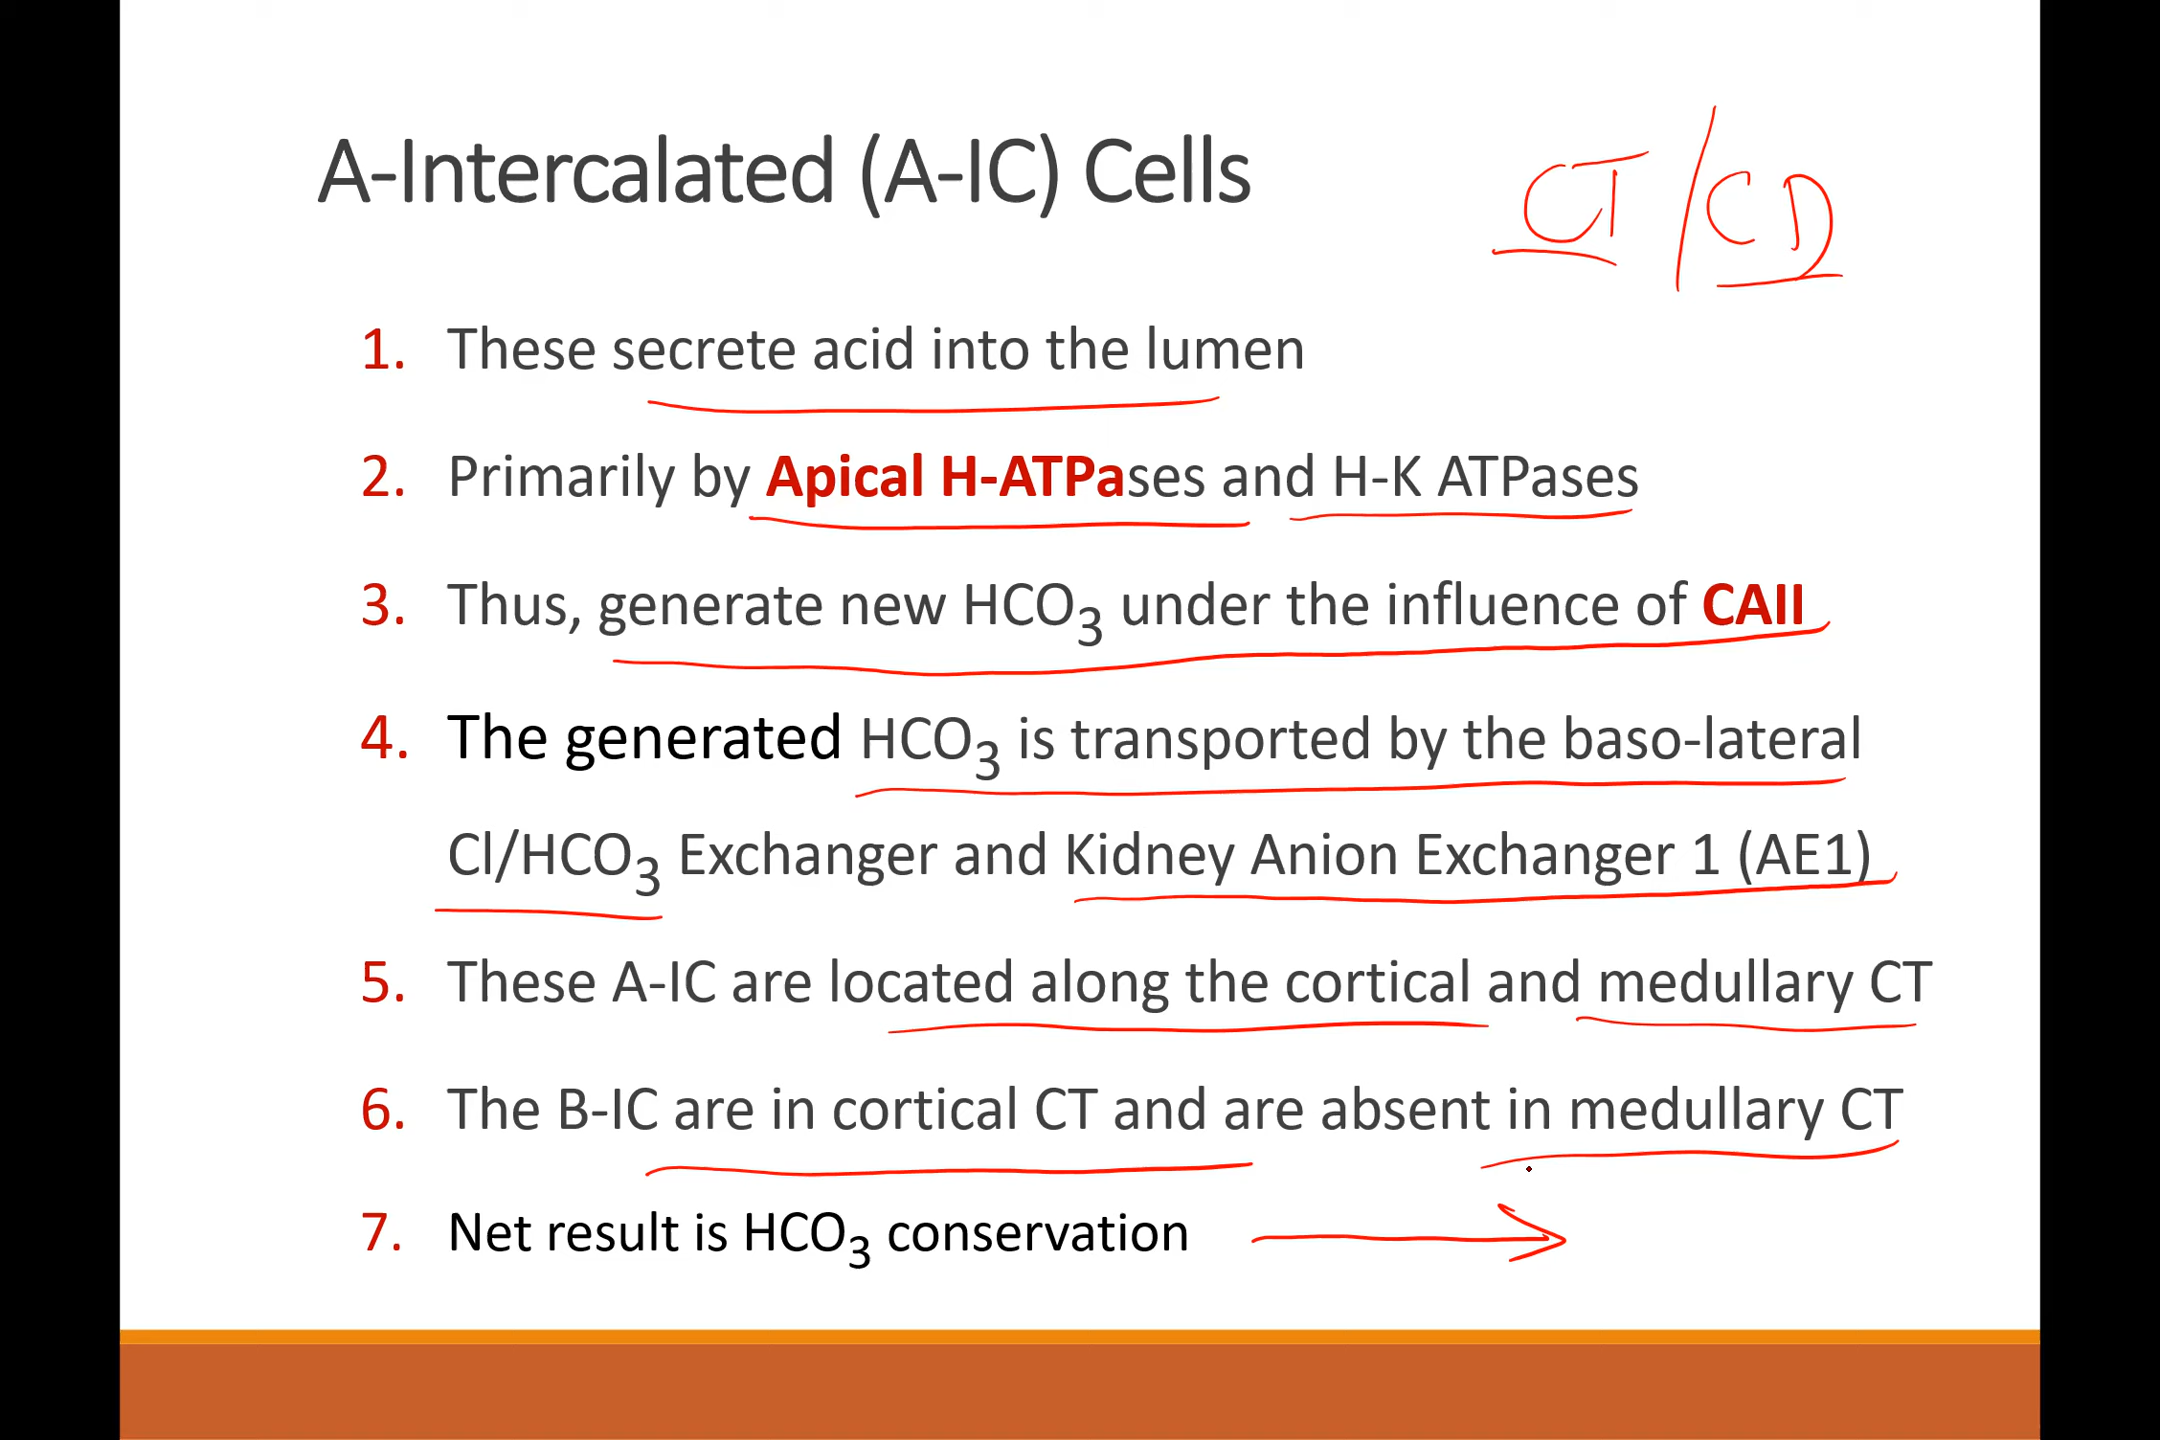 A-Intercalated (A-IC) Cells
CT / CD
1. These secrete acid into the lumen
2. Primarily by Apical H-ATPases and H-K ATPases
3. Thus, generate new HCO3 under the influence of CAII
4. The generated HCO3 is transported by the baso-lateral
Cl/HCO3 Exchanger and Kidney Anion Exchanger 1 (AE1)
5. These A-IC are located along the cortical and medullary CT
6. The B-IC are in cortical CT and are absent in medullary CT
7. Net result is HCO3 conservation